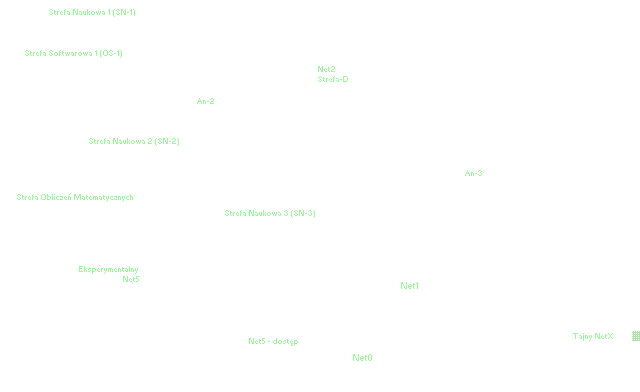 Strefa Naukowa 1 (SN-1)
Strefa Softwarowa 1 (OS-1)
Net2
Strefa-D
An-2
Strefa Naukowa 2 (SN-2)
An-3
Strefa Obliczeń Matematycznych
Strefa Naukowa 3 (SN-3)
Eksperymentalny
Net5
Net1
Tajny NetX
Net5 - dostęp
Net0